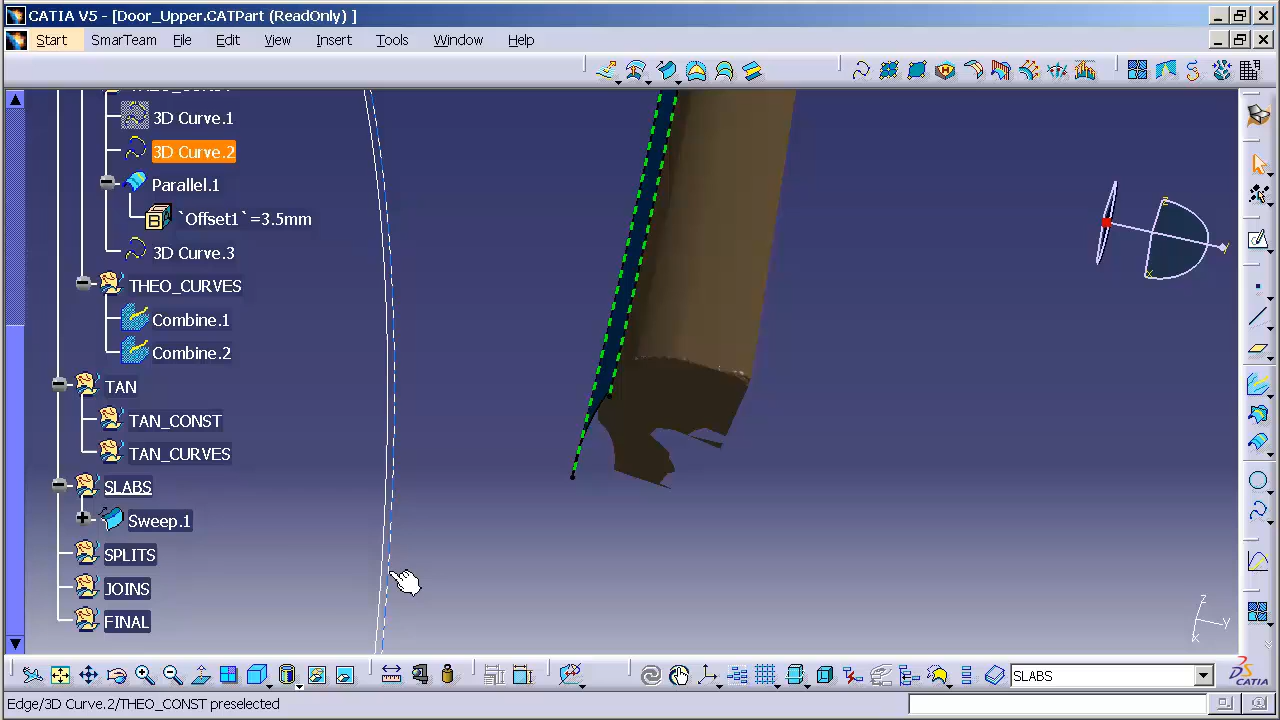 CATIA V5 - [Door_Upper.CATPart (ReadOnly) ]
Start SmarTeam File Edit View Insert Tools Window Help
3D Curve.1
3D Curve.2
Parallel.1
`Offset1`=3.5mm
3D Curve.3
THEO_CURVES
Combine.1
Combine.2
TAN
TAN_CONST
TAN_CURVES
SLABS
Sweep.1
SPLITS
JOINS
FINAL
z
y
x
SLABS
CATIA
Edge/3D Curve.2/THEO_CONST preselected